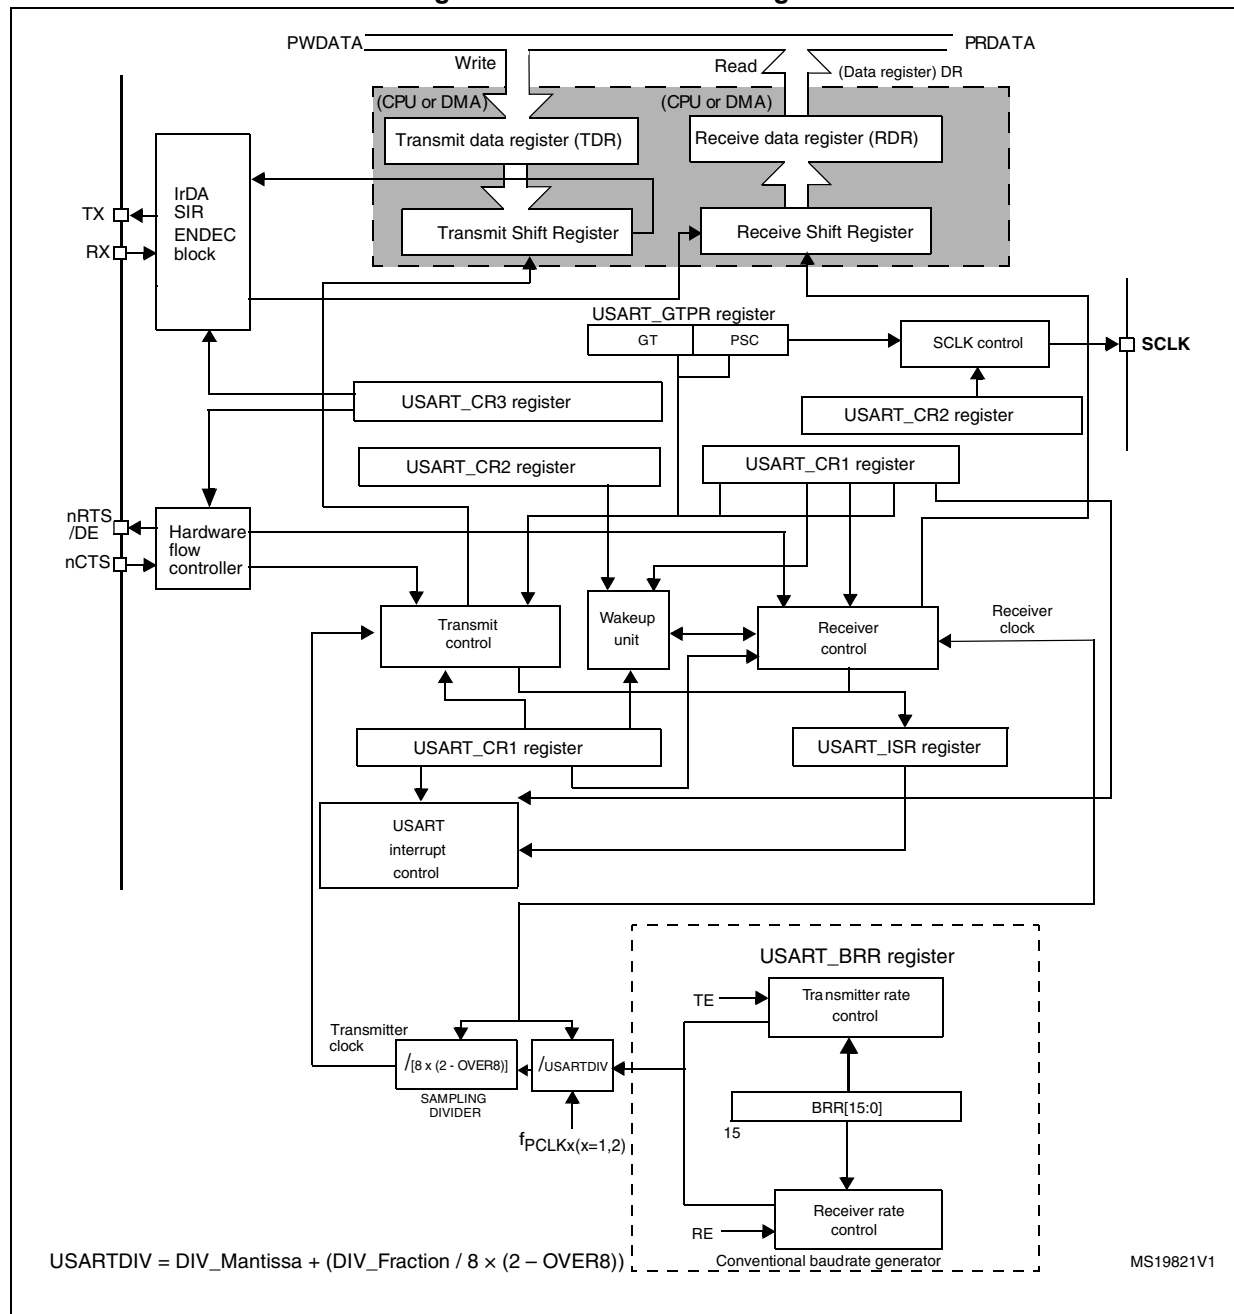 PWDATA
PRDATA
Write
Read
(Data register) DR
(CPU or DMA)
(CPU or DMA)
Transmit data register (TDR)
Receive data register (RDR)
IrDA
SIR
ENDEC
block
TX
RX
Transmit Shift Register
Receive Shift Register
USART_GTPR register
GT
PSC
SCLK control
SCLK
USART_CR3 register
USART_CR2 register
USART_CR2 register
USART_CR1 register
nRTS
/DE
nCTS
Hardware
flow
controller
Transmit
control
Wakeup
unit
Receiver
control
Receiver
clock
USART_CR1 register
USART_ISR register
USART
interrupt
control
USART_BRR register
TE
Transmitter rate
control
Transmitter
clock
/[8 x (2 - OVER8)]
/USARTDIV
SAMPLING
DIVIDER
BRR[15:0]
15
fPCLKx(x=1,2)
Receiver rate
control
RE
Conventional baudrate generator
USARTDIV = DIV_Mantissa + (DIV_Fraction / 8 × (2 – OVER8))
MS19821V1